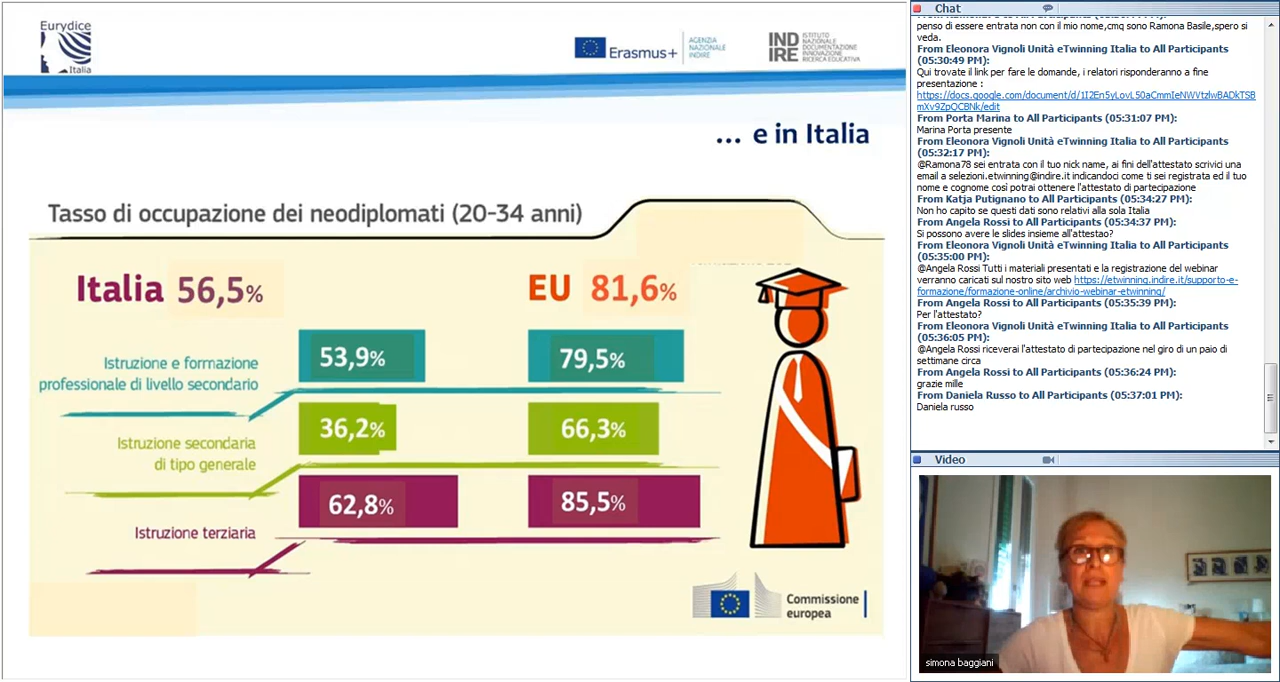 Eurydice
Italia
Erasmus+
AGENZIA
NAZIONALE
INDIRE
IND
IRE
ISTITUTO
NAZIONALE
DOCUMENTAZIONE
INNOVAZIONE
RICERCA EDUCATIVA
... e in Italia
Tasso di occupazione dei neodiplomati (20-34 anni)
Italia 56,5%
EU 81,6%
Istruzione e formazione
professionale di livello secondario
53,9%
79,5%
Istruzione secondaria
di tipo generale
36,2%
66,3%
Istruzione terziaria
62,8%
85,5%
Commissione
europea
Chat
penso di essere entrata non con il mio nome,cmq sono Ramona Basile,spero si
veda.
From Eleonora Vignoli Unità eTwinning Italia to All Participants
(05:30:49 PM):
Qui trovate il link per fare le domande, i relatori risponderanno a fine
presentazione :
https://docs.google.com/document/d/1I2En5yLovL50aCmmIeNWVtzlwBADkTSB
mXv9ZpQCBNk/edit
From Porta Marina to All Participants (05:31:07 PM):
Marina Porta presente
From Eleonora Vignoli Unità eTwinning Italia to All Participants
(05:32:17 PM):
@Ramona78 sei entrata con il tuo nick name, ai fini dell'attestato scrivici una
email a selezioni.etwinning@indire.it indicandoci come ti sei registrata ed il tuo
nome e cognome così potrai ottenere l'attestato di partecipazione
From Katja Putignano to All Participants (05:34:27 PM):
Non ho capito se questi dati sono relativi alla sola Italia
From Angela Rossi to All Participants (05:34:37 PM):
Si possono avere le slides insieme all'attestao?
From Eleonora Vignoli Unità eTwinning Italia to All Participants
(05:35:00 PM):
@Angela Rossi Tutti i materiali presentati e la registrazione del webinar
verranno caricati sul nostro sito web https://etwinning.indire.it/supporto-e-
formazione/formazione-online/archivio-webinar-etwinning/
From Angela Rossi to All Participants (05:35:39 PM):
Per l'attestato?
From Eleonora Vignoli Unità eTwinning Italia to All Participants
(05:36:05 PM):
@Angela Rossi riceverai l'attestato di partecipazione nel giro di un paio di
settimane circa
From Angela Rossi to All Participants (05:36:24 PM):
grazie mille
From Daniela Russo to All Participants (05:37:01 PM):
Daniela russo
Video
simona baggiani